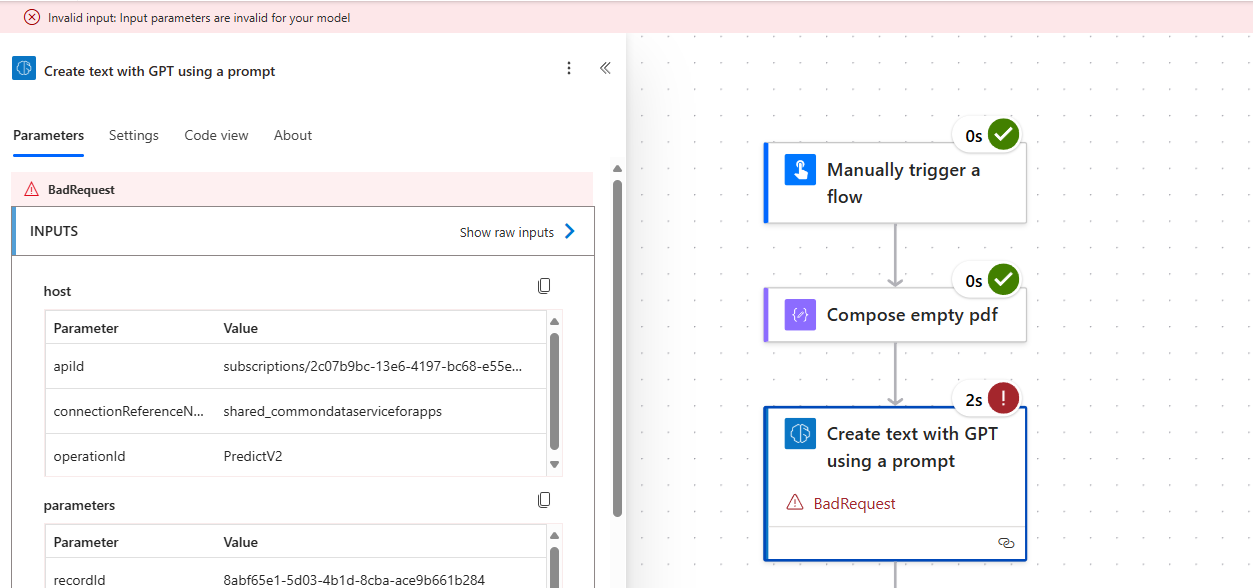 Invalid input: Input parameters are invalid for your model
Create text with GPT using a prompt
Parameters Settings Code view About
BadRequest
INPUTS Show raw inputs
host
Parameter Value
apiId subscriptions/2c07b9bc-13e6-4197-bc68-e55e...
connectionReferenceN... shared_commondataserviceforapps
operationId PredictV2
parameters
Parameter Value
recordId 8abf65e1-5d03-4b1d-8cba-ace9b661b284
0s
Manually trigger a
flow
0s
Compose empty pdf
2s
Create text with GPT
using a prompt
BadRequest